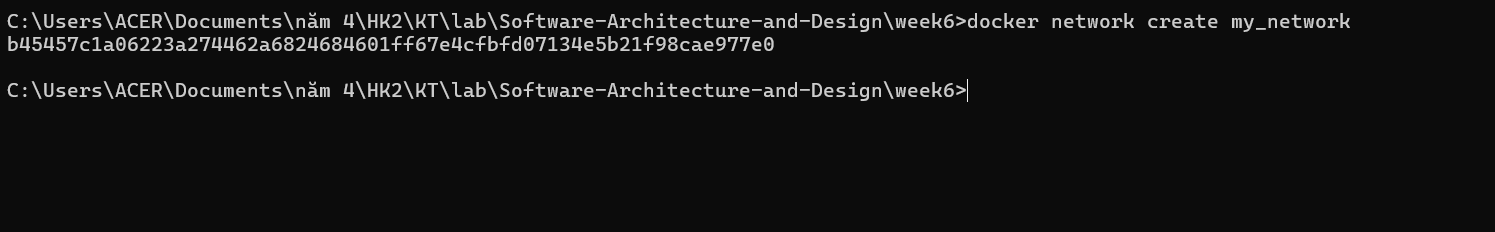 C:\Users\ACER\Documents\năm 4\HK2\KT\lab\Software-Architecture-and-Design\week6>docker network create my_network
b45457c1a06223a274462a6824684601ff67e4cfbfd07134e5b21f98cae977e0
C:\Users\ACER\Documents\năm 4\HK2\KT\lab\Software-Architecture-and-Design\week6>